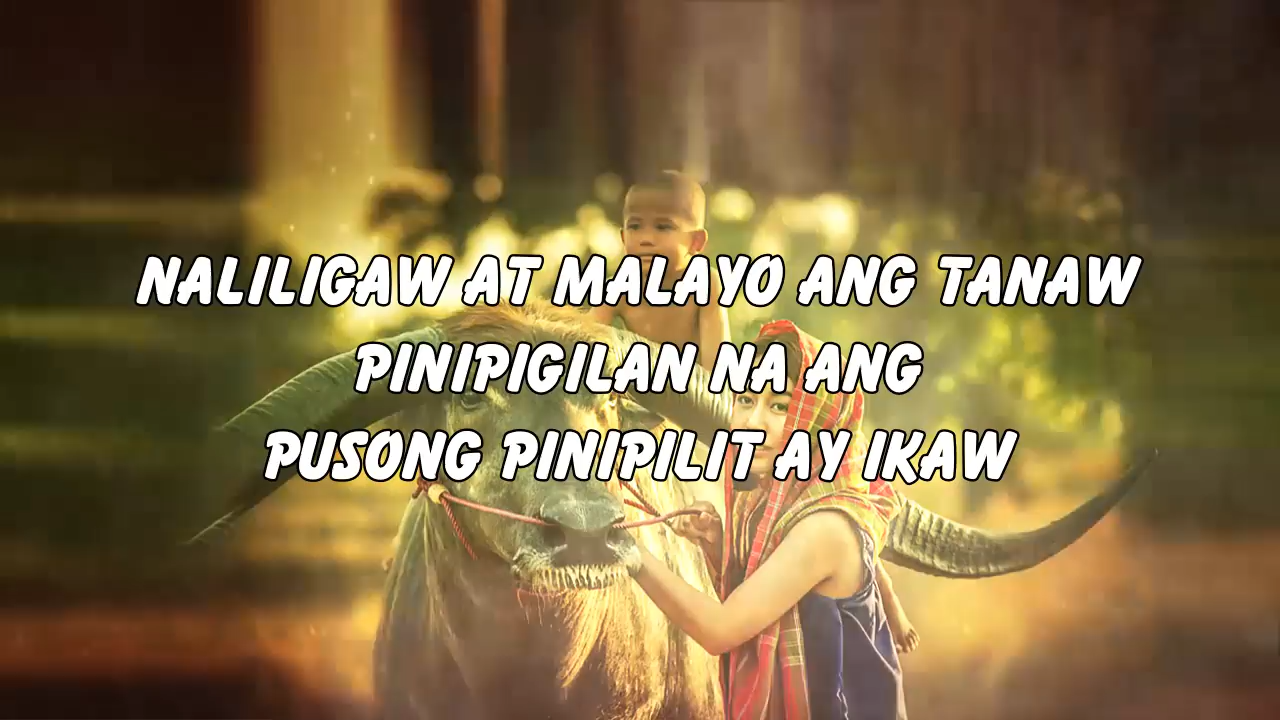 NALILIGAW AT MALAYO ANG TANAW
PINIPIGILAN NA ANG
PUSONG PINIPILIT AY IKAW